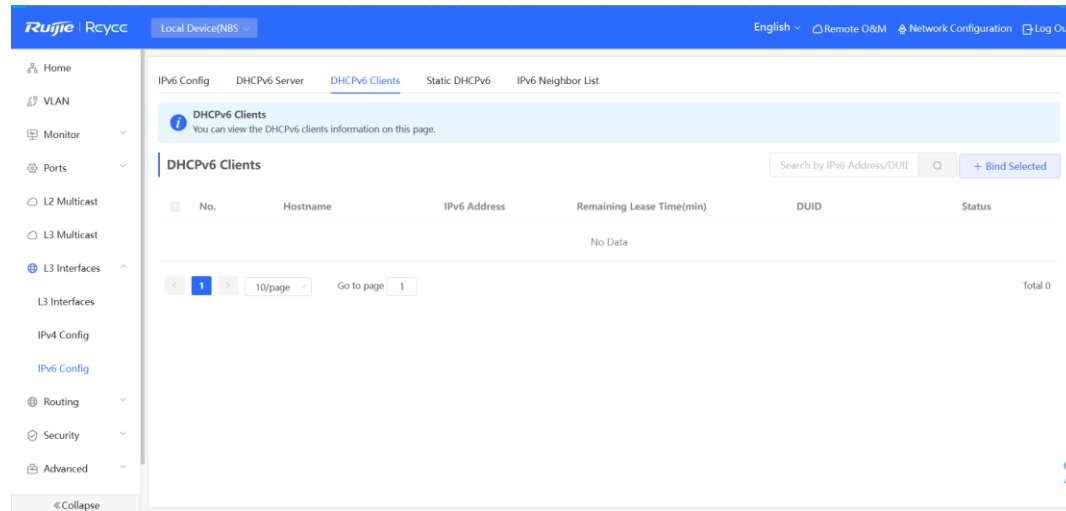 Ruijie | Rcycc
Local Device(NBS
English
Remote O&M
Network Configuration
Log Ou
Home
VLAN
Monitor
Ports
L2 Multicast
L3 Multicast
L3 Interfaces
L3 Interfaces
IPv4 Config
IPv6 Config
Routing
Security
Advanced
«Collapse
IPv6 Config DHCPv6 Server DHCPv6 Clients Static DHCPv6 IPv6 Neighbor List
DHCPv6 Clients
You can view the DHCPv6 clients information on this page.
DHCPv6 Clients
Search by IPv6 Address/DUII
+ Bind Selected
No. Hostname IPv6 Address Remaining Lease Time(min) DUID Status
No Data
< 1 > 10/page Go to page 1 Total 0